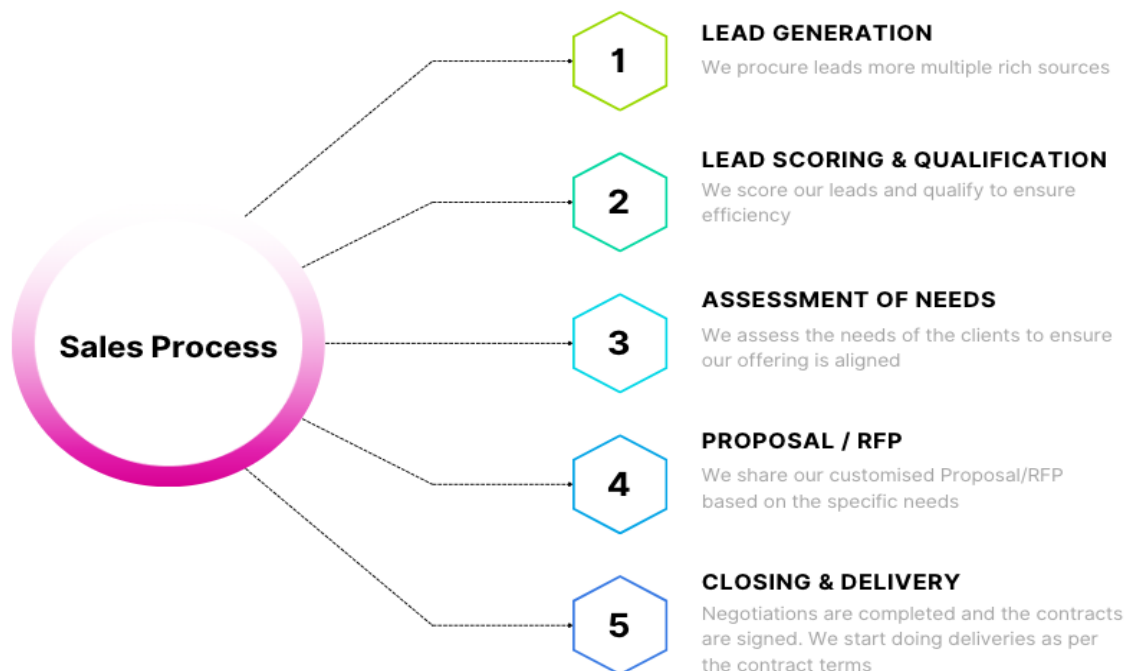 Sales Process
1
LEAD GENERATION
We procure leads more multiple rich sources
2
LEAD SCORING & QUALIFICATION
We score our leads and qualify to ensure
efficiency
3
ASSESSMENT OF NEEDS
We assess the needs of the clients to ensure
our offering is aligned
4
PROPOSAL / RFP
We share our customised Proposal/RFP
based on the specific needs
5
CLOSING & DELIVERY
Negotiations are completed and the contracts
are signed. We start doing deliveries as per
the contract terms